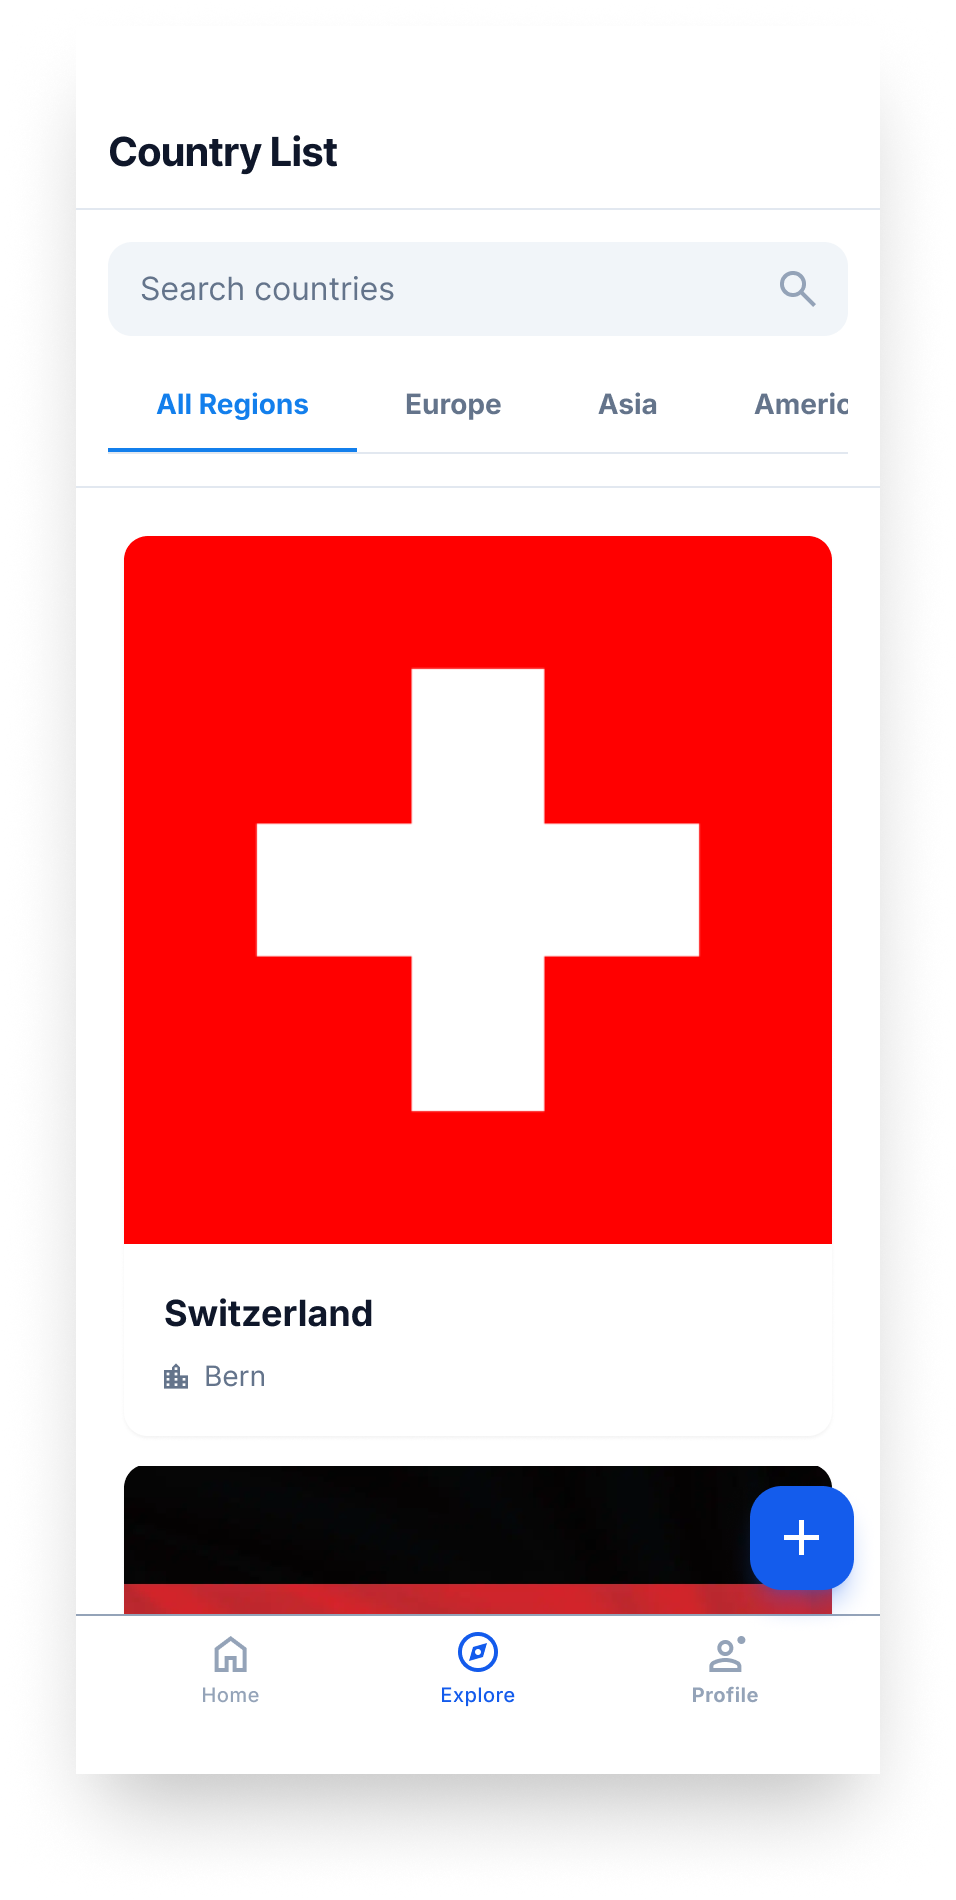 Country List
Search countries
All Regions Europe Asia Americ
Switzerland
Bern
Home Explore Profile